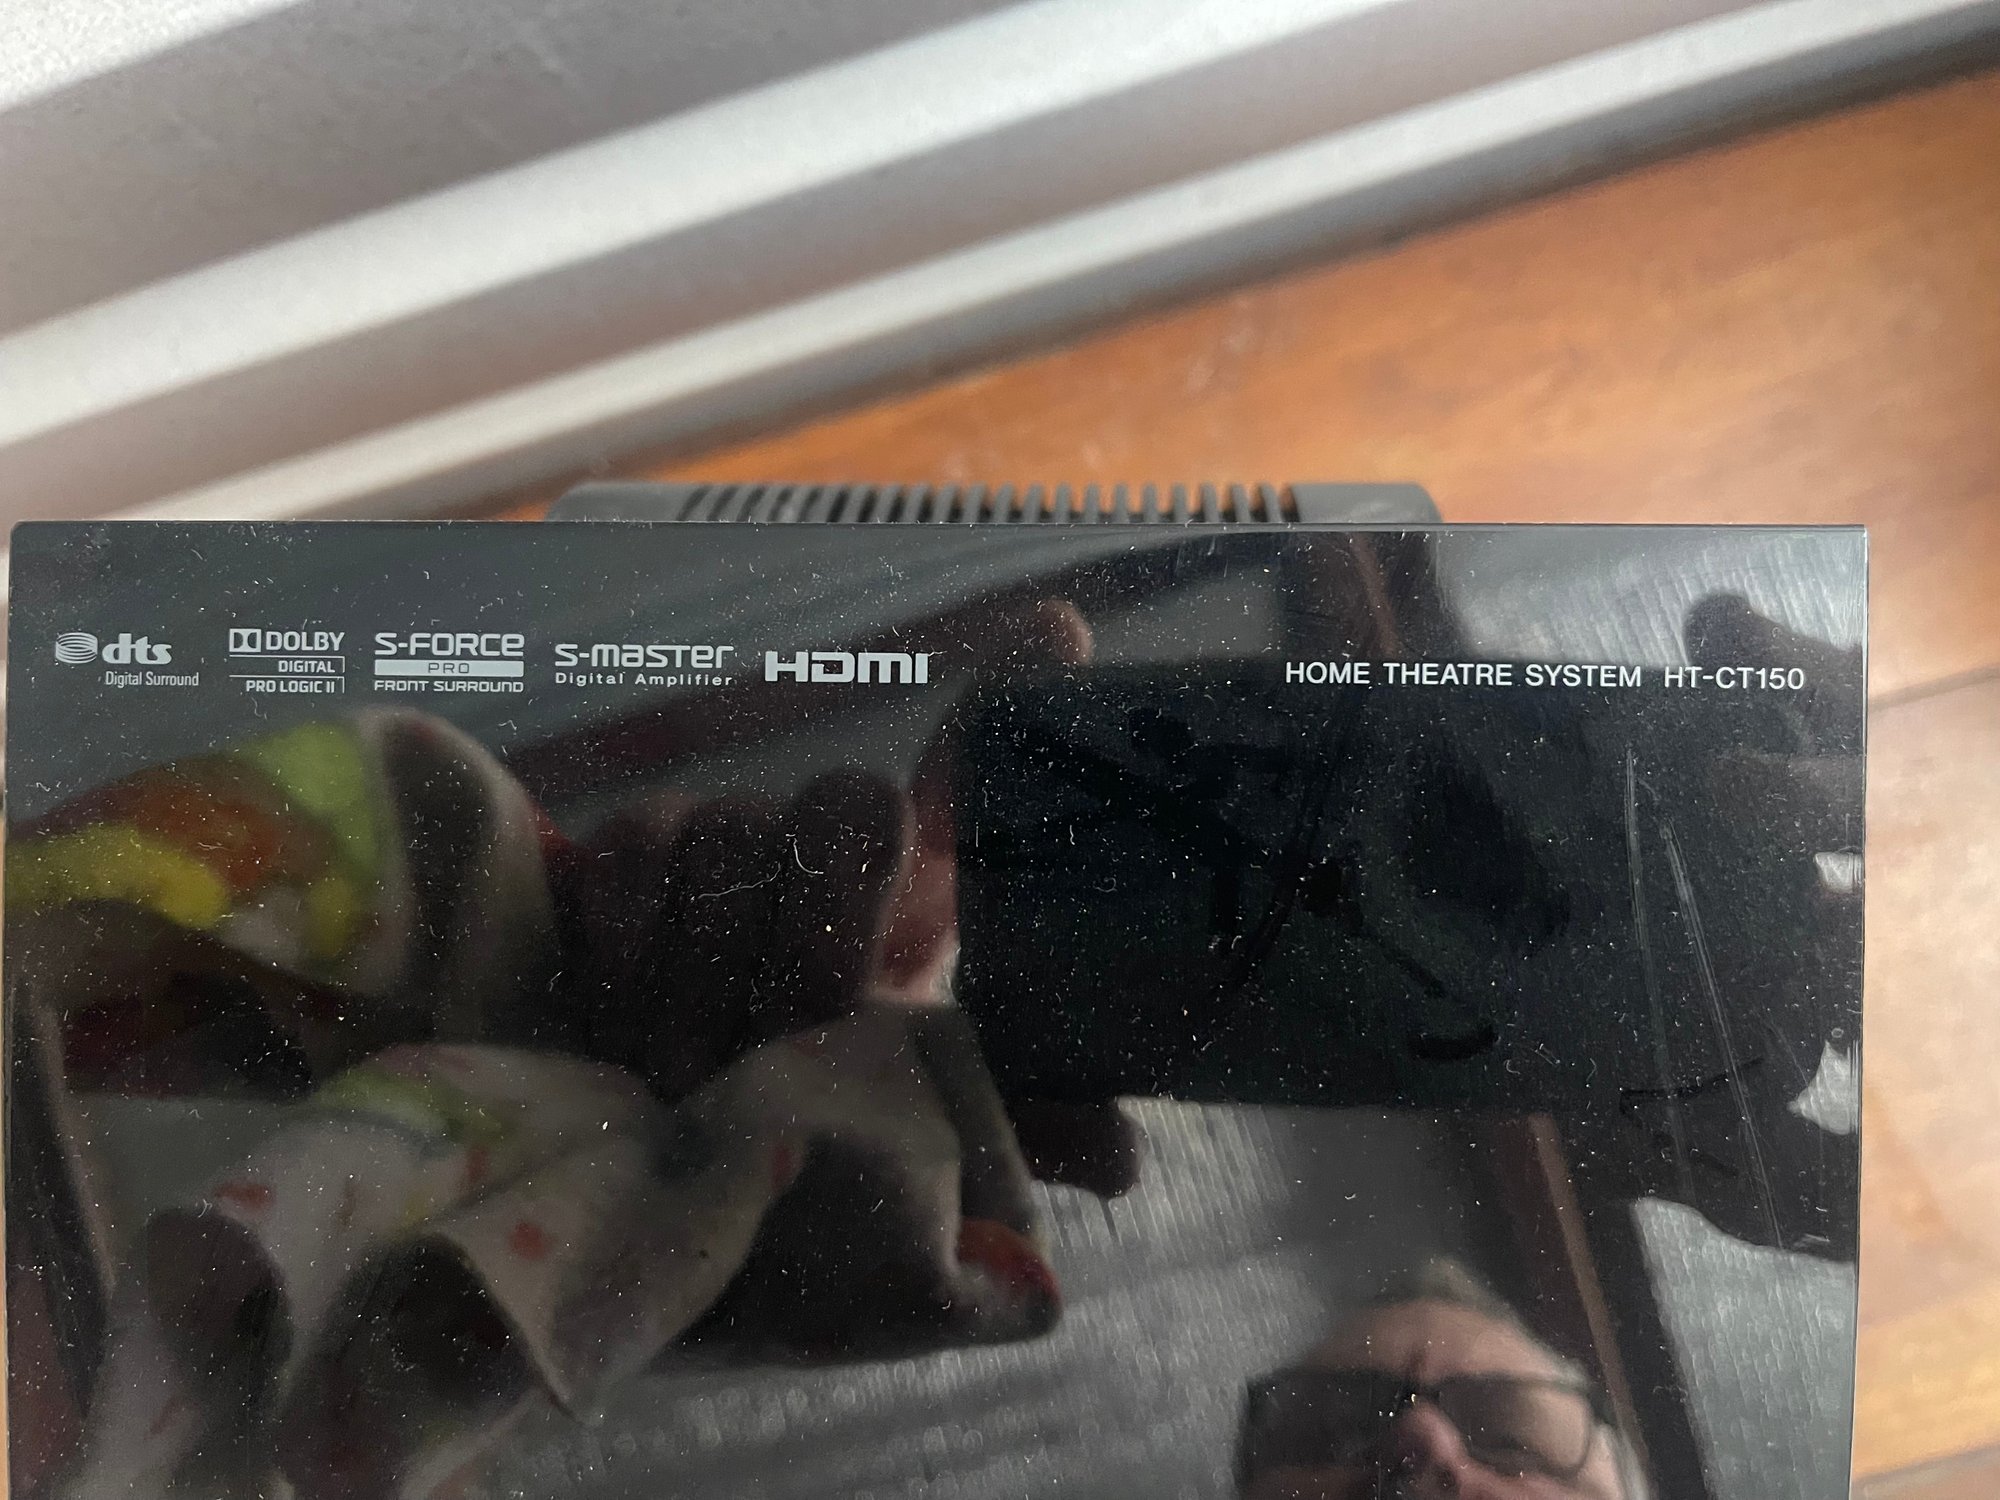 dts
Digital Surround
DOLBY
DIGITAL
PRO LOGIC II
S-FORCE
PRO
FRONT SURROUND
S-master
Digital Amplifier
HDMI
HOME THEATRE SYSTEM HT-CT150